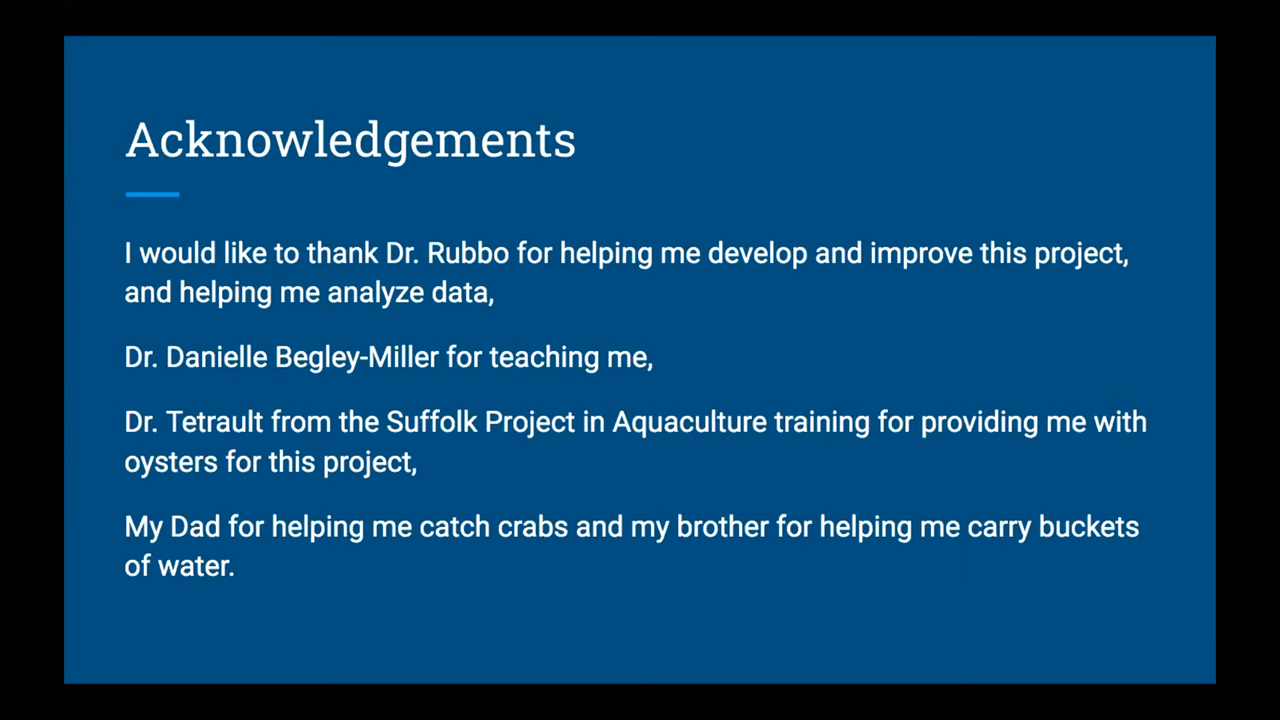 Acknowledgements
I would like to thank Dr. Rubbo for helping me develop and improve this project,
and helping me analyze data,
Dr. Danielle Begley-Miller for teaching me,
Dr. Tetrault from the Suffolk Project in Aquaculture training for providing me with
oysters for this project,
My Dad for helping me catch crabs and my brother for helping me carry buckets
of water.